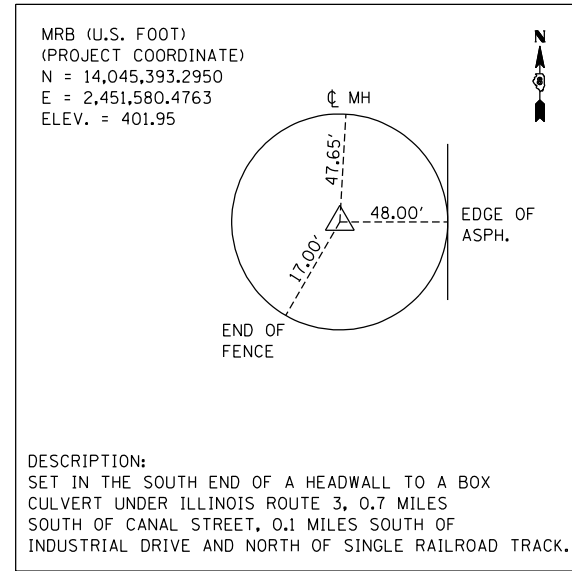 MRB (U.S. FOOT)
(PROJECT COORDINATE)
N = 14,045,393.2950
E = 2,451,580.4763
ELEV. = 401.95
N
℄ MH
47.65'
48.00'
EDGE OF
ASPH.
17.00'
END OF
FENCE
DESCRIPTION:
SET IN THE SOUTH END OF A HEADWALL TO A BOX
CULVERT UNDER ILLINOIS ROUTE 3, 0.7 MILES
SOUTH OF CANAL STREET, 0.1 MILES SOUTH OF
INDUSTRIAL DRIVE AND NORTH OF SINGLE RAILROAD TRACK.